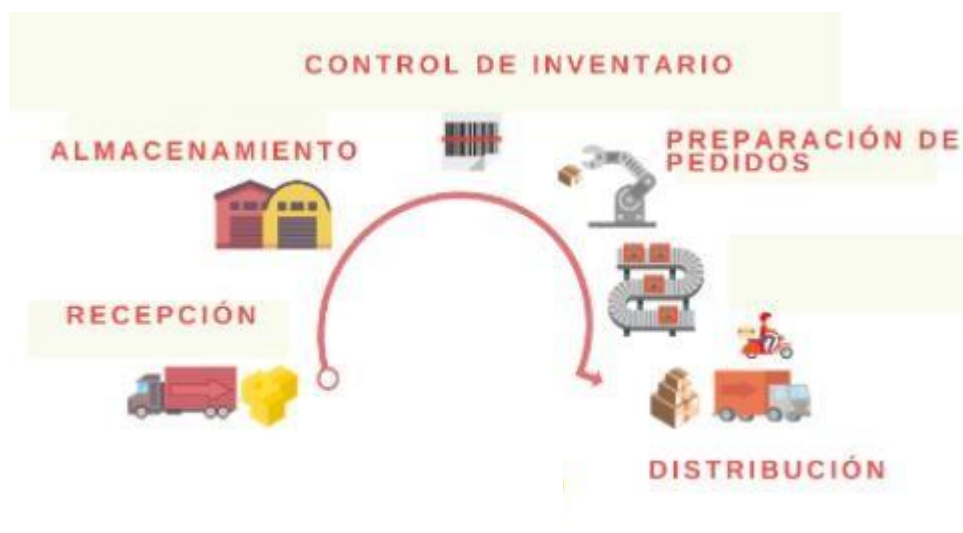 CONTROL DE INVENTARIO
ALMACENAMIENTO
PREPARACIÓN DE
PEDIDOS
RECEPCIÓN
DISTRIBUCIÓN